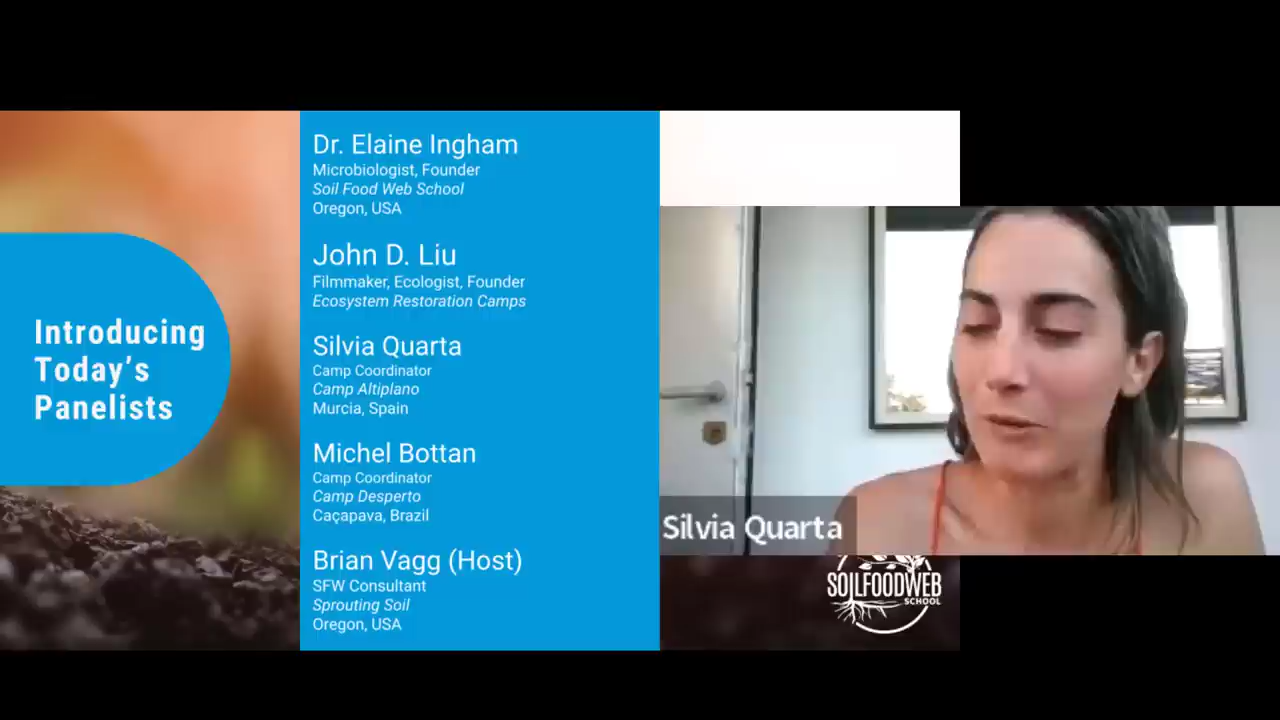 Introducing
Today's
Panelists
Dr. Elaine Ingham
Microbiologist, Founder
Soil Food Web School
Oregon, USA
John D. Liu
Filmmaker, Ecologist, Founder
Ecosystem Restoration Camps
Silvia Quarta
Camp Coordinator
Camp Altiplano
Murcia, Spain
Michel Bottan
Camp Coordinator
Camp Desperto
Caçapava, Brazil
Brian Vagg (Host)
SFW Consultant
Sprouting Soil
Oregon, USA
Silvia Quarta
SOILFOODWEB
SCHOOL